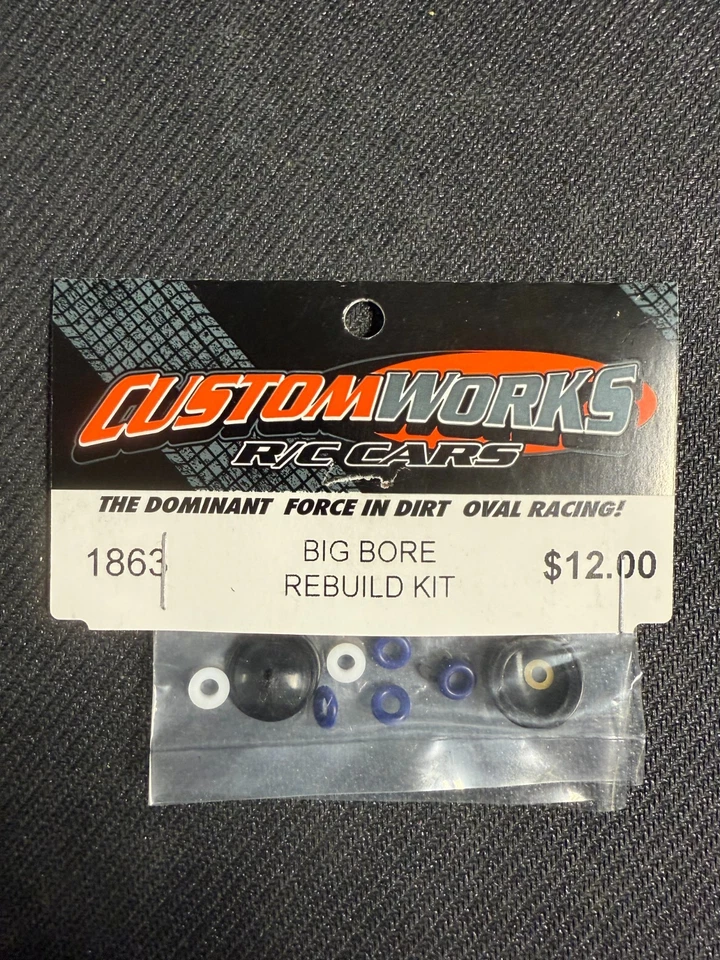 CUSTOMWORKS
R/C CARS
THE DOMINANT FORCE IN DIRT OVAL RACING!
1863 BIG BORE $12.00
REBUILD KIT